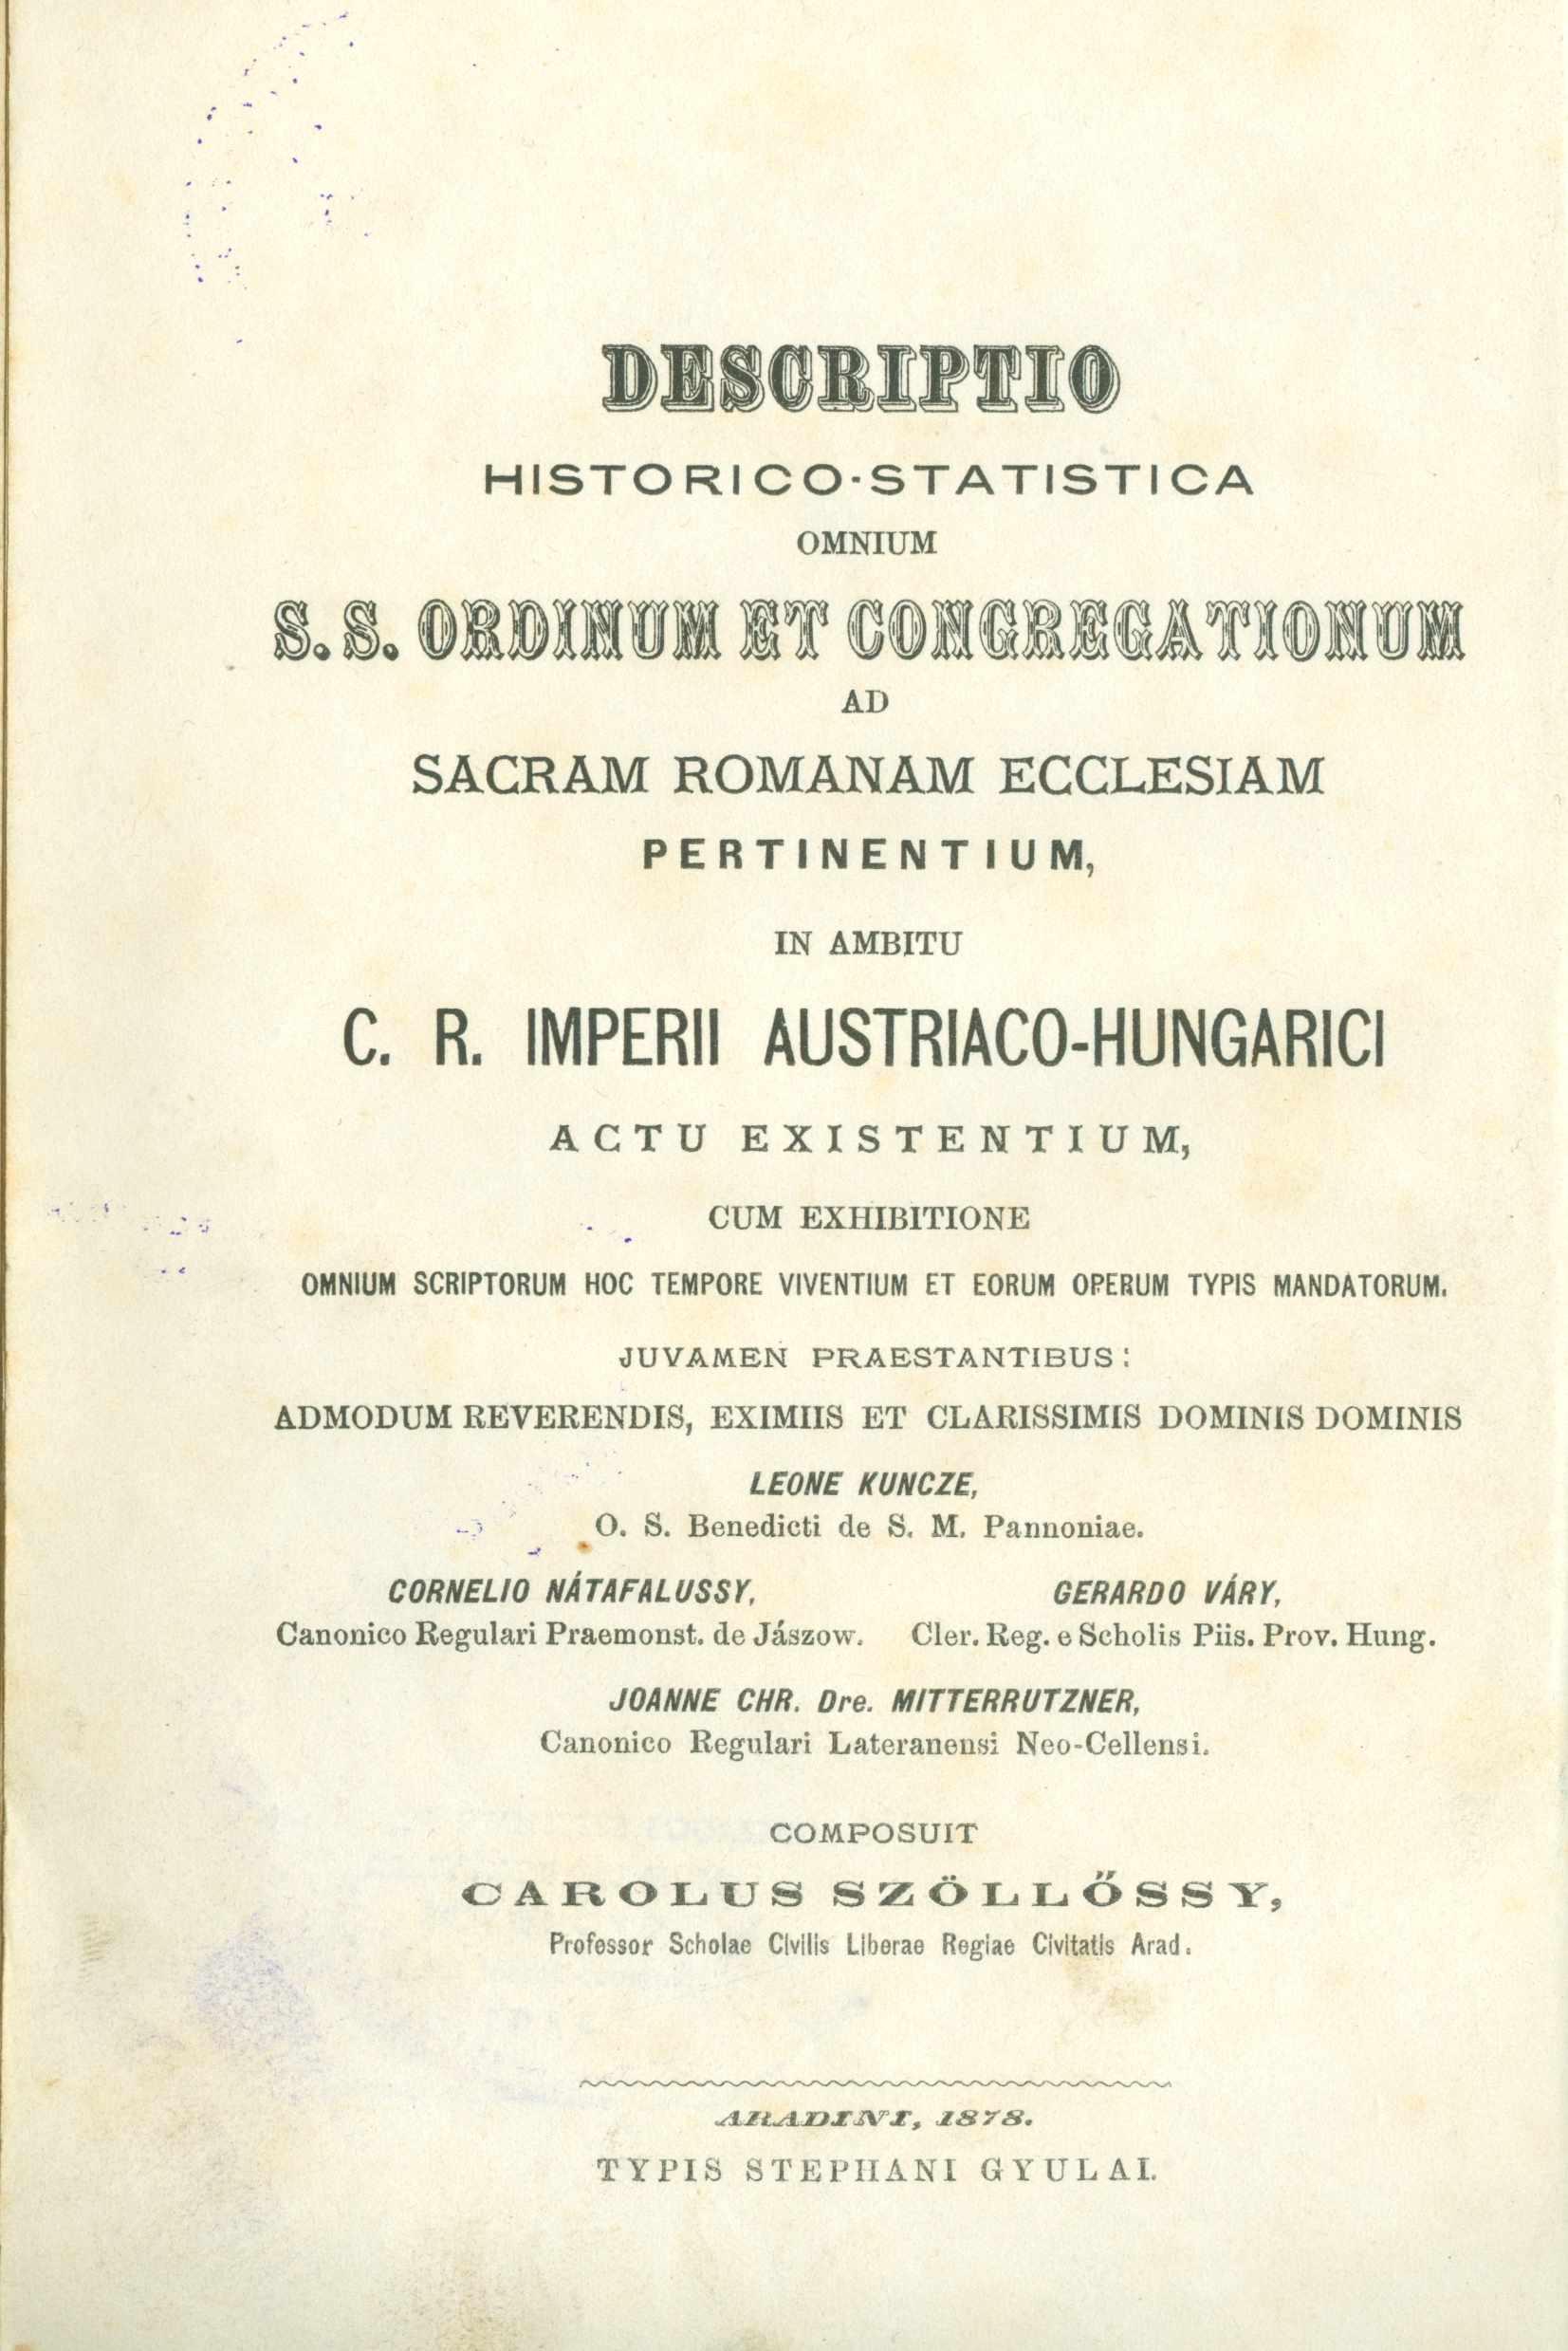 DESCRIPTIO
HISTORICO-STATISTICA
OMNIUM
S. S. ORDINUM ET CONGREGATIONUM
AD
SACRAM ROMANAM ECCLESIAM
PERTINENTIUM,
IN AMBITU
C. R. IMPERII AUSTRIACO-HUNGARICI
ACTU EXISTENTIUM,
CUM EXHIBITIONE
OMNIUM SCRIPTORUM HOC TEMPORE VIVENTIUM ET EORUM OPERUM TYPIS MANDATORUM.
JUVAMEN PRAESTANTIBUS:
ADMODUM REVERENDIS, EXIMIIS ET CLARISSIMIS DOMINIS DOMINIS
LEONE KUNCZE,
O. S. Benedicti de S. M. Pannoniae.
CORNELIO NÁTAFALUSSY, GERARDO VÁRY,
Canonico Regulari Praemonst. de Jászow. Cler. Reg. e Scholis Piis. Prov. Hung.
JOANNE CHR. Dre. MITTERRUTZNER,
Canonico Regulari Lateranensi Neo-Cellensi.
COMPOSUIT
CAROLUS SZÖLLŐSSY,
Professor Scholae Civilis Liberae Regiae Civitatis Arad.
ARADINI, 1878.
TYPIS STEPHANI GYULAI.